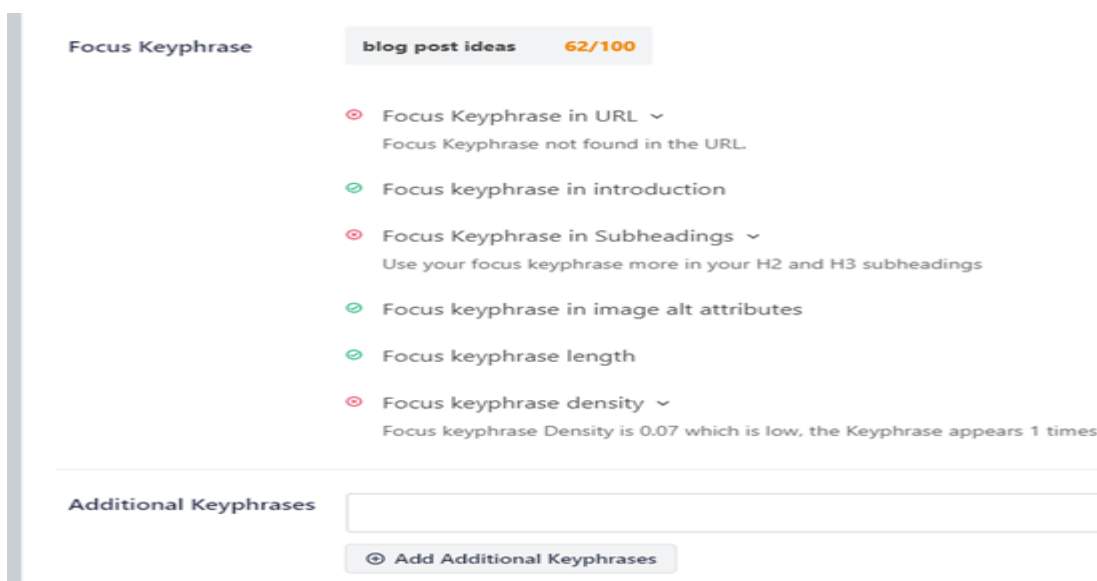 Focus Keyphrase
blog post ideas 62/100
Focus Keyphrase in URL
Focus Keyphrase not found in the URL.
Focus keyphrase in introduction
Focus Keyphrase in Subheadings
Use your focus keyphrase more in your H2 and H3 subheadings
Focus keyphrase in image alt attributes
Focus keyphrase length
Focus keyphrase density
Focus keyphrase Density is 0.07 which is low, the Keyphrase appears 1 times
Additional Keyphrases
Add Additional Keyphrases